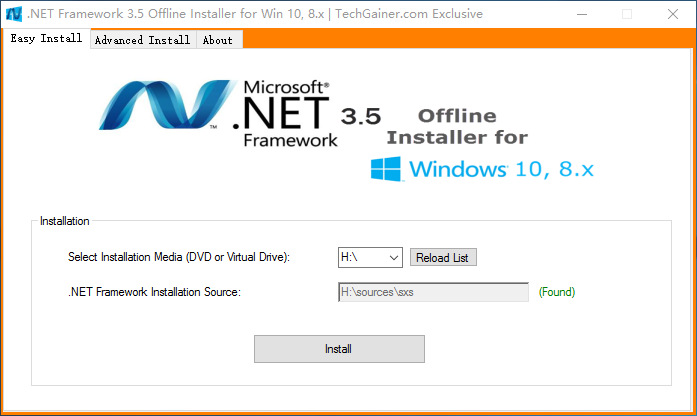 .NET Framework 3.5 Offline Installer for Win 10, 8.x | TechGainer.com Exclusive
Easy Install Advanced Install About
Microsoft®
.NET
Framework
™
3.5
Offline
Installer for
Windows 10, 8.x
Installation
Select Installation Media (DVD or Virtual Drive): H:\ Reload List
.NET Framework Installation Source: H:\sources\sxs (Found)
Install